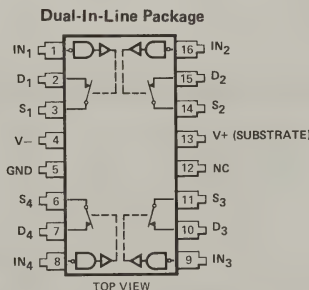 Dual-In-Line Package
IN1 1 16 IN2
D1 2 15 D2
S1 3 14 S2
V– 4 13 V+ (SUBSTRATE)
GND 5 12 NC
S4 6 11 S3
D4 7 10 D3
IN4 8 9 IN3
TOP VIEW